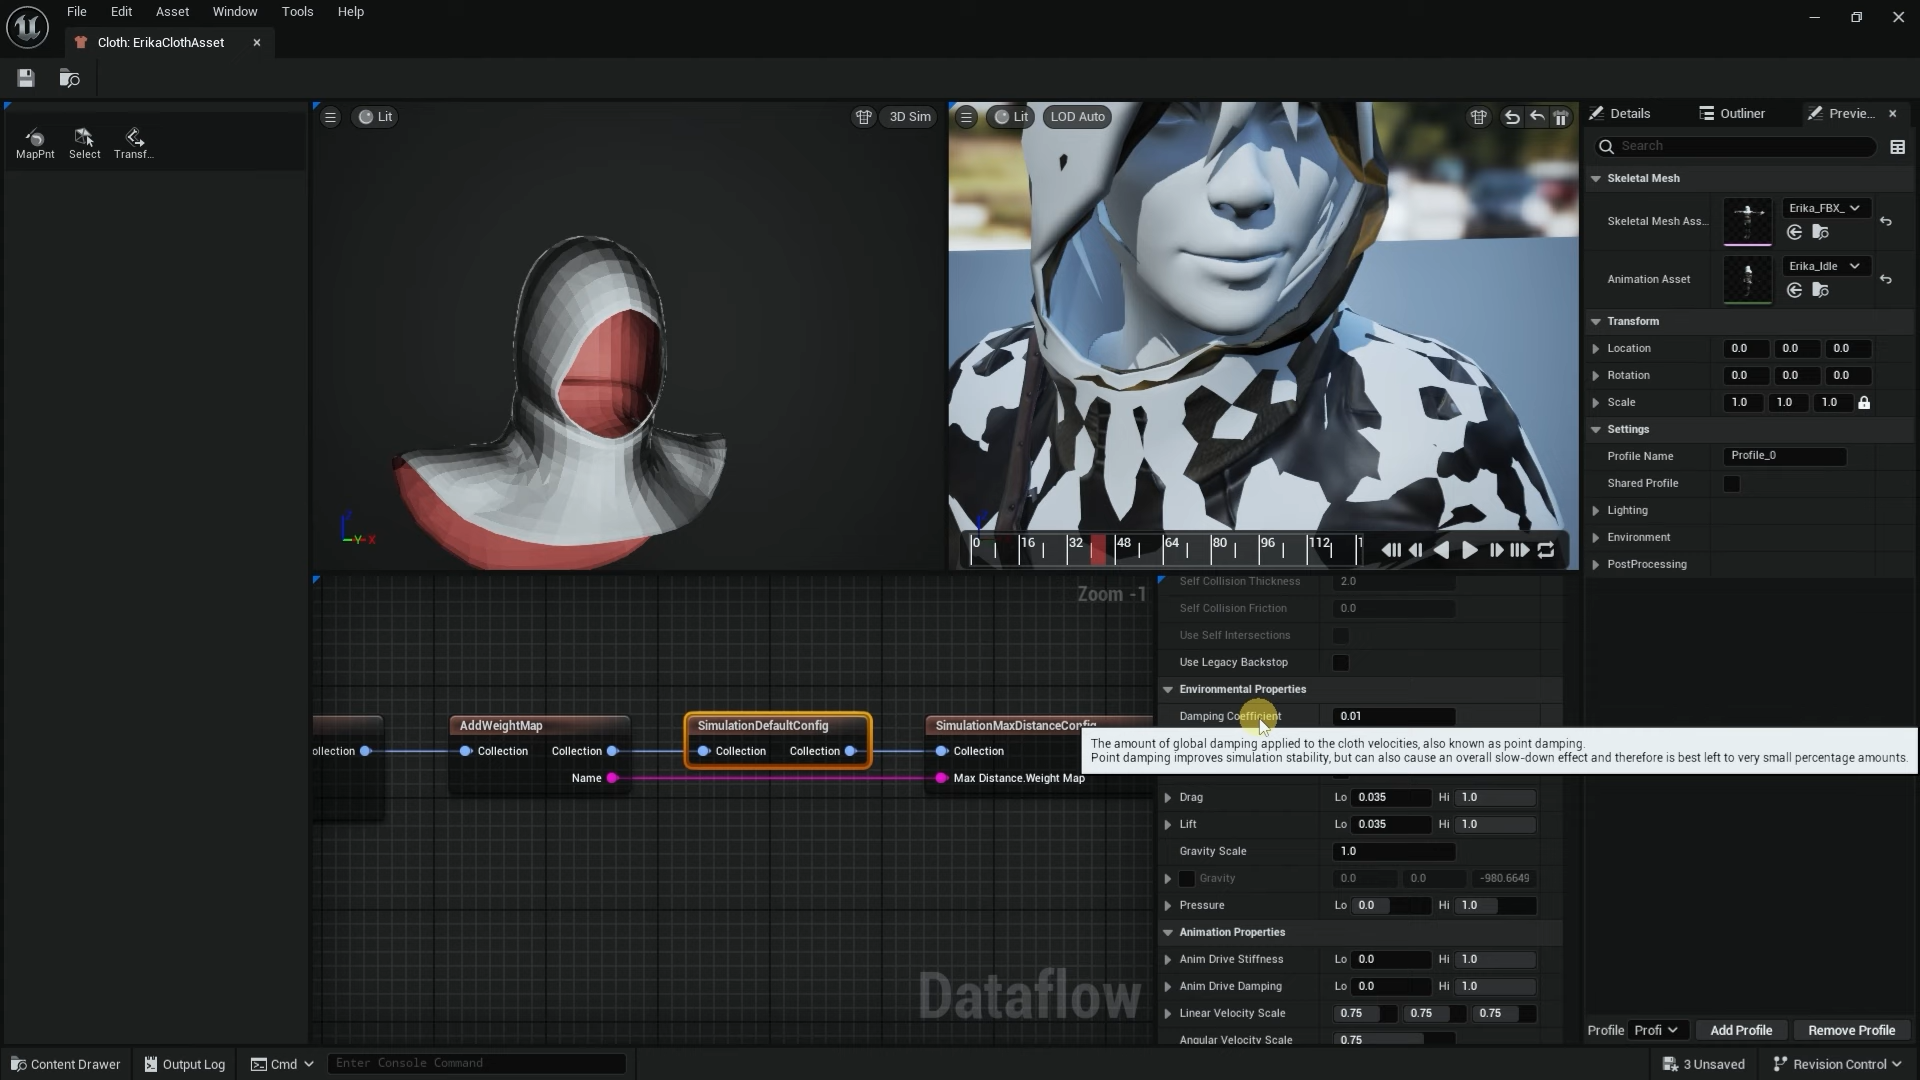 File Edit Asset Window Tools Help
Cloth: ErikaClothAsset
MapPnt Select Transf...
Lit 3D Sim
Lit LOD Auto
Details Outliner Previe...
Search
Skeletal Mesh
Skeletal Mesh Ass... Erika_FBX_
Animation Asset Erika_Idle
Transform
Location 0.0 0.0 0.0
Rotation 0.0 0.0 0.0
Scale 1.0 1.0 1.0
Settings
Profile Name Profile_0
Shared Profile
Lighting
Environment
PostProcessing
0 16 32 48 64 80 96 112 1
Z Y X
Zoom -1
ollection
AddWeightMap
Collection Collection
Name
SimulationDefaultConfig
Collection Collection
SimulationMaxDistanceConfig
Collection
Max Distance.Weight Map
Dataflow
Self Collision Thickness 2.0
Self Collision Friction 0.0
Use Self Intersections
Use Legacy Backstop
Environmental Properties
Damping Coefficient 0.01
The amount of global damping applied to the cloth velocities, also known as point damping.
Point damping improves simulation stability, but can also cause an overall slow-down effect and therefore is best left to very small percentage amounts.
Drag Lo 0.035 Hi 1.0
Lift Lo 0.035 Hi 1.0
Gravity Scale 1.0
Gravity 0.0 0.0 -980.6649
Pressure Lo 0.0 Hi 1.0
Animation Properties
Anim Drive Stiffness Lo 0.0 Hi 1.0
Anim Drive Damping Lo 0.0 Hi 1.0
Linear Velocity Scale 0.75 0.75 0.75
Angular Velocity Scale 0.75
Profile Profi Add Profile Remove Profile
Content Drawer Output Log Cmd Enter Console Command 3 Unsaved Revision Control